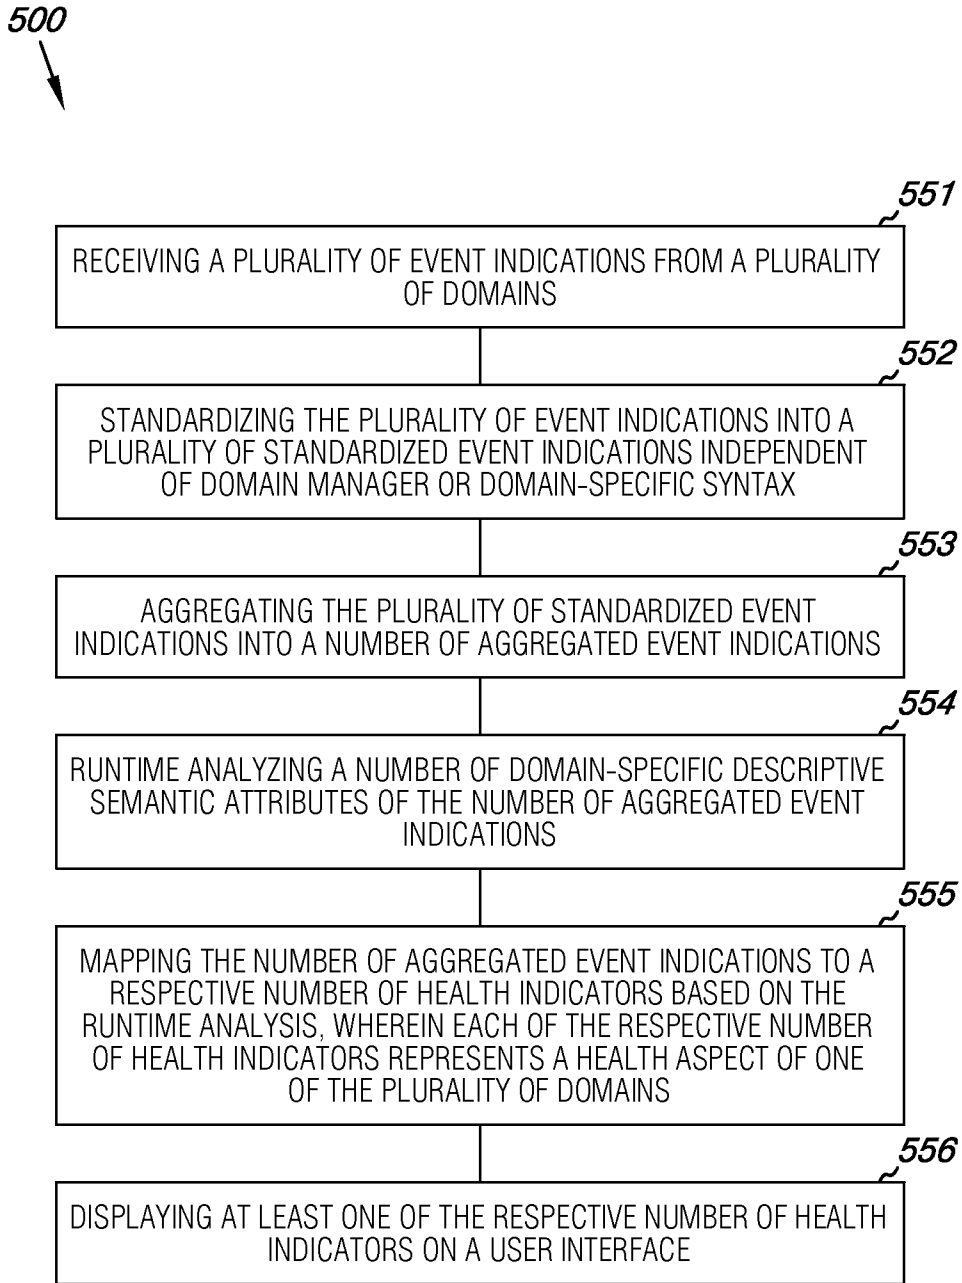 500
551
RECEIVING A PLURALITY OF EVENT INDICATIONS FROM A PLURALITY
OF DOMAINS
552
STANDARDIZING THE PLURALITY OF EVENT INDICATIONS INTO A
PLURALITY OF STANDARDIZED EVENT INDICATIONS INDEPENDENT
OF DOMAIN MANAGER OR DOMAIN-SPECIFIC SYNTAX
553
AGGREGATING THE PLURALITY OF STANDARDIZED EVENT
INDICATIONS INTO A NUMBER OF AGGREGATED EVENT INDICATIONS
554
RUNTIME ANALYZING A NUMBER OF DOMAIN-SPECIFIC DESCRIPTIVE
SEMANTIC ATTRIBUTES OF THE NUMBER OF AGGREGATED EVENT
INDICATIONS
555
MAPPING THE NUMBER OF AGGREGATED EVENT INDICATIONS TO A
RESPECTIVE NUMBER OF HEALTH INDICATORS BASED ON THE
RUNTIME ANALYSIS, WHEREIN EACH OF THE RESPECTIVE NUMBER
OF HEALTH INDICATORS REPRESENTS A HEALTH ASPECT OF ONE
OF THE PLURALITY OF DOMAINS
556
DISPLAYING AT LEAST ONE OF THE RESPECTIVE NUMBER OF HEALTH
INDICATORS ON A USER INTERFACE